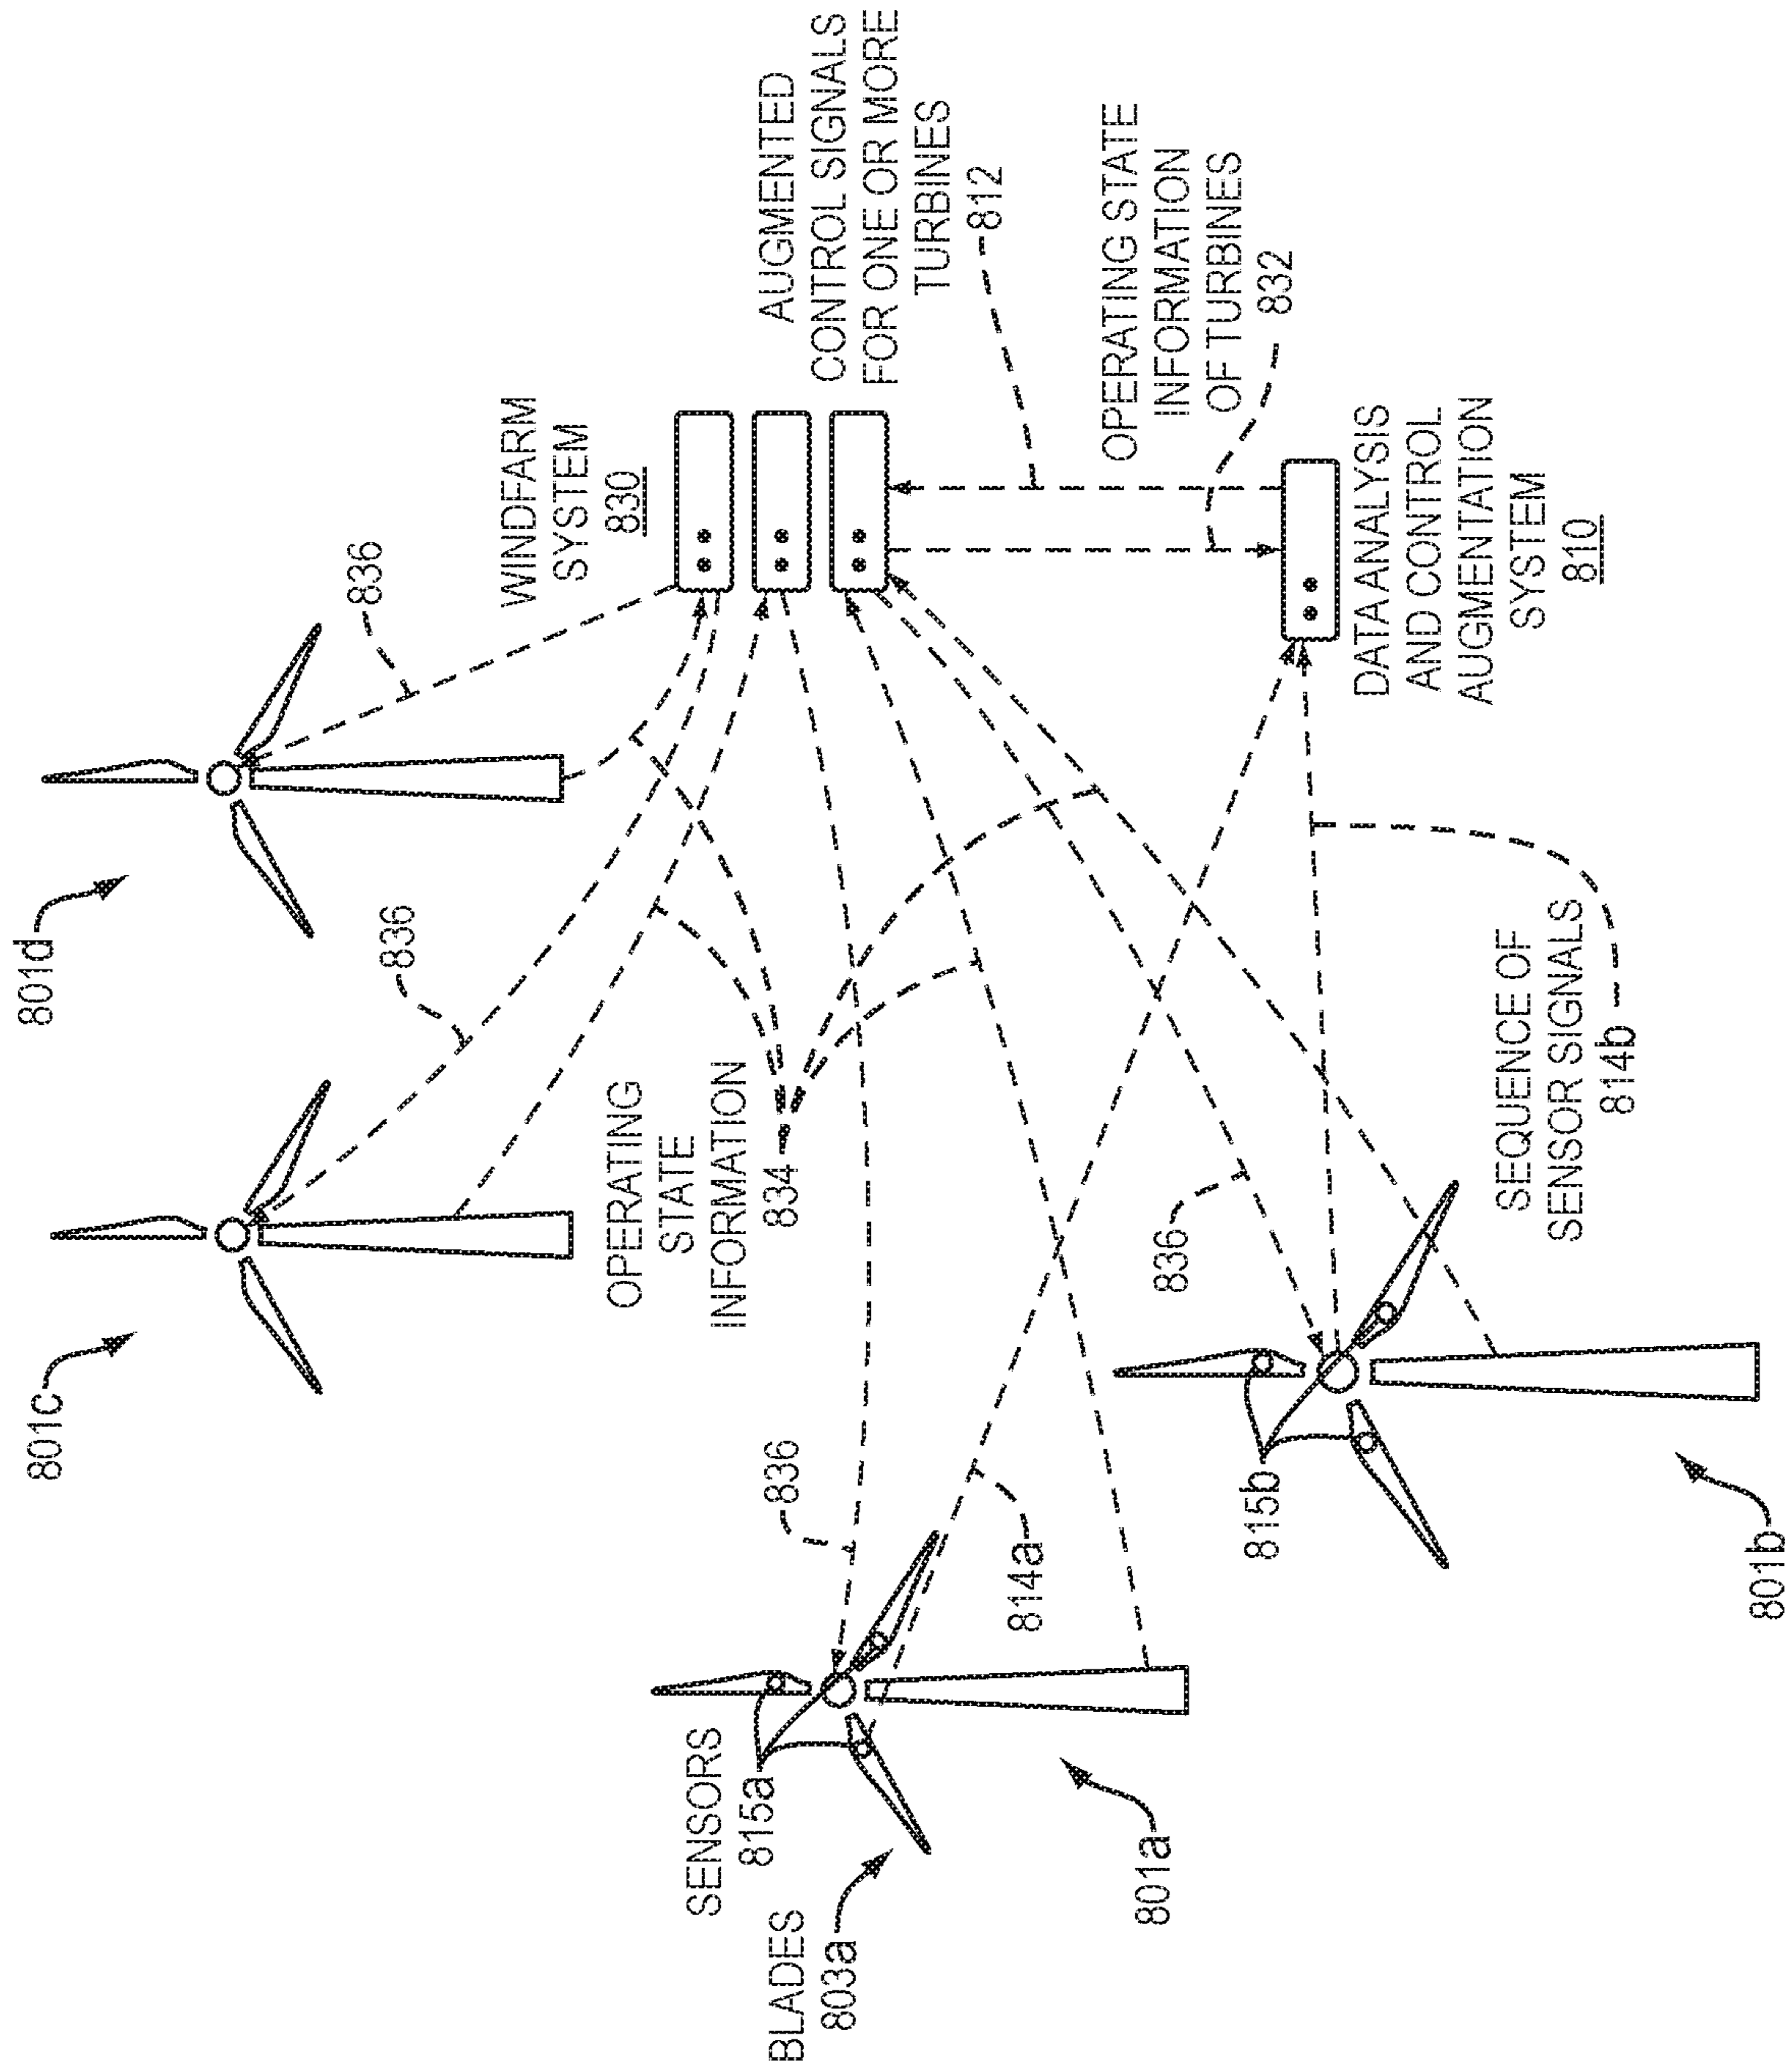 801d
836
WINDFARM
SYSTEM
830
801c
836
AUGMENTED
CONTROL SIGNALS
FOR ONE OR MORE
TURBINES
812
OPERATING
STATE
INFORMATION
834
OPERATING STATE
INFORMATION
OF TURBINES
832
SENSORS
815a
836
BLADES
803a
814a
801a
836
815b
801b
DATA ANALYSIS
AND CONTROL
AUGMENTATION
SYSTEM
810
SEQUENCE OF
SENSOR SIGNALS
814b